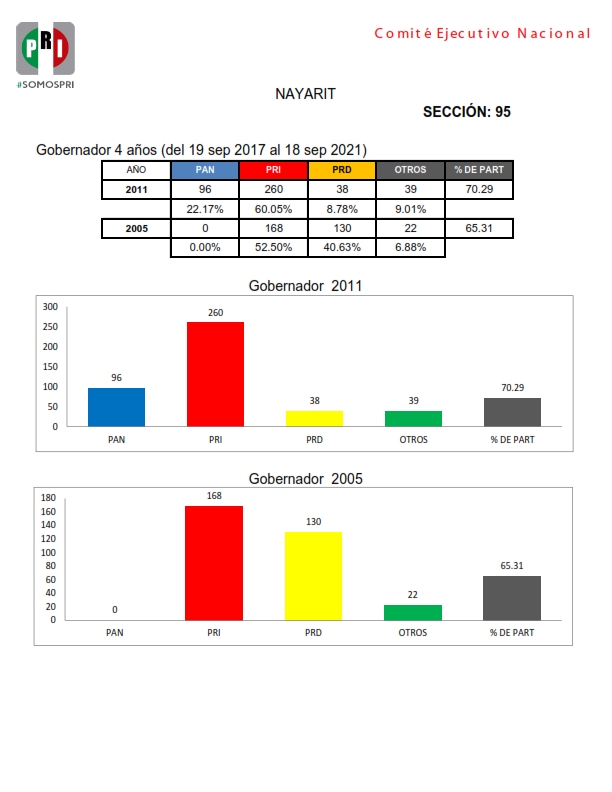 PRI
#SOMOSPRI
Comité Ejecutivo Nacional
NAYARIT
SECCIÓN: 95
Gobernador 4 años (del 19 sep 2017 al 18 sep 2021)
AÑO PAN PRI PRD OTROS % DE PART
2011 96 260 38 39 70.29
22.17% 60.05% 8.78% 9.01%
2005 0 168 130 22 65.31
0.00% 52.50% 40.63% 6.88%
Gobernador 2011
300
250
200
150
100
50
0
96
260
38
39
70.29
PAN PRI PRD OTROS % DE PART
Gobernador 2005
180
160
140
120
100
80
60
40
20
0
0
168
130
22
65.31
PAN PRI PRD OTROS % DE PART